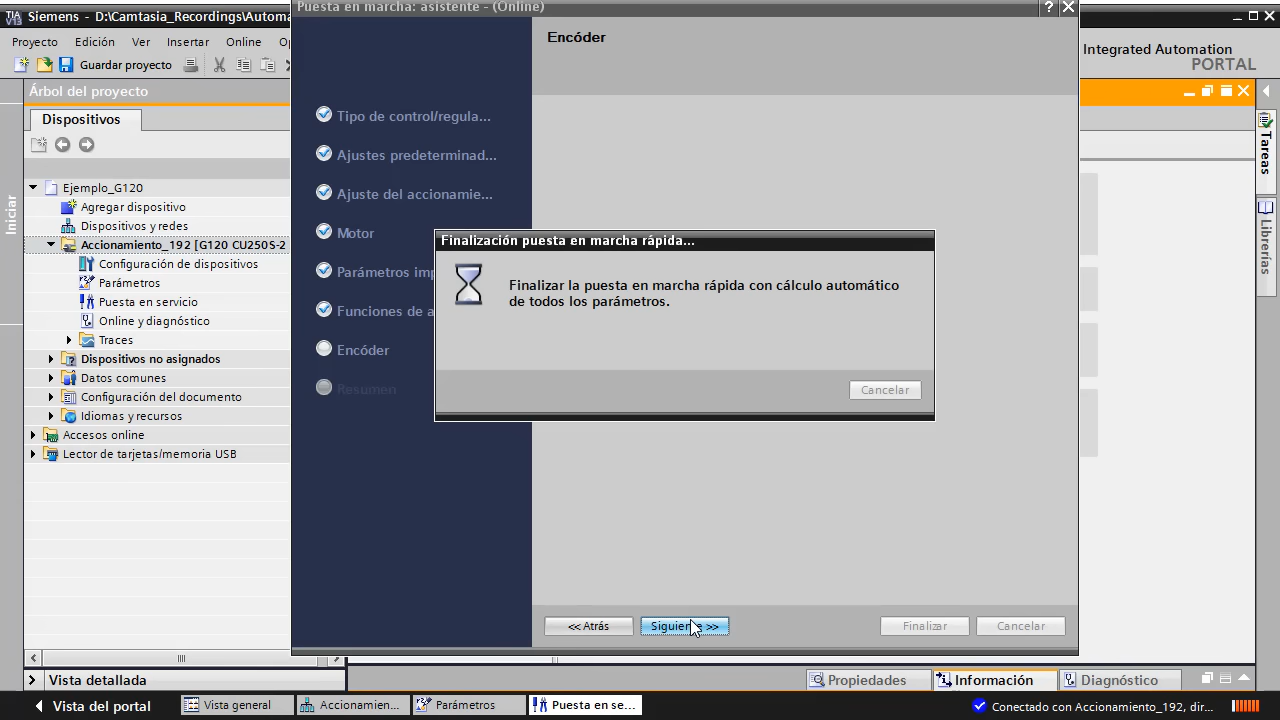 Siemens - D:\Camtasia_Recordings\Automa
Puesta en marcha: asistente - (Online)
Proyecto Edición Ver Insertar Online
Guardar proyecto
Integrated Automation
PORTAL
Árbol del proyecto
Dispositivos
Iniciar
Ejemplo_G120
Agregar dispositivo
Dispositivos y redes
Accionamiento_192 [G120 CU250S-2
Configuración de dispositivos
Parámetros
Puesta en servicio
Online y diagnóstico
Traces
Dispositivos no asignados
Datos comunes
Configuración del documento
Idiomas y recursos
Accesos online
Lector de tarjetas/memoria USB
Encóder
Tipo de control/regula...
Ajustes predeterminad...
Ajuste del accionamie...
Motor
Parámetros imp
Funciones de a
Encóder
Resumen
Finalización puesta en marcha rápida...
Finalizar la puesta en marcha rápida con cálculo automático
de todos los parámetros.
Cancelar
<< Atrás
Siguiente >>
Finalizar
Cancelar
Tareas
Librerías
Vista detallada
Propiedades
Información
Diagnóstico
Vista del portal
Vista general
Accionamien...
Parámetros
Puesta en se...
Conectado con Accionamiento_192, dir...